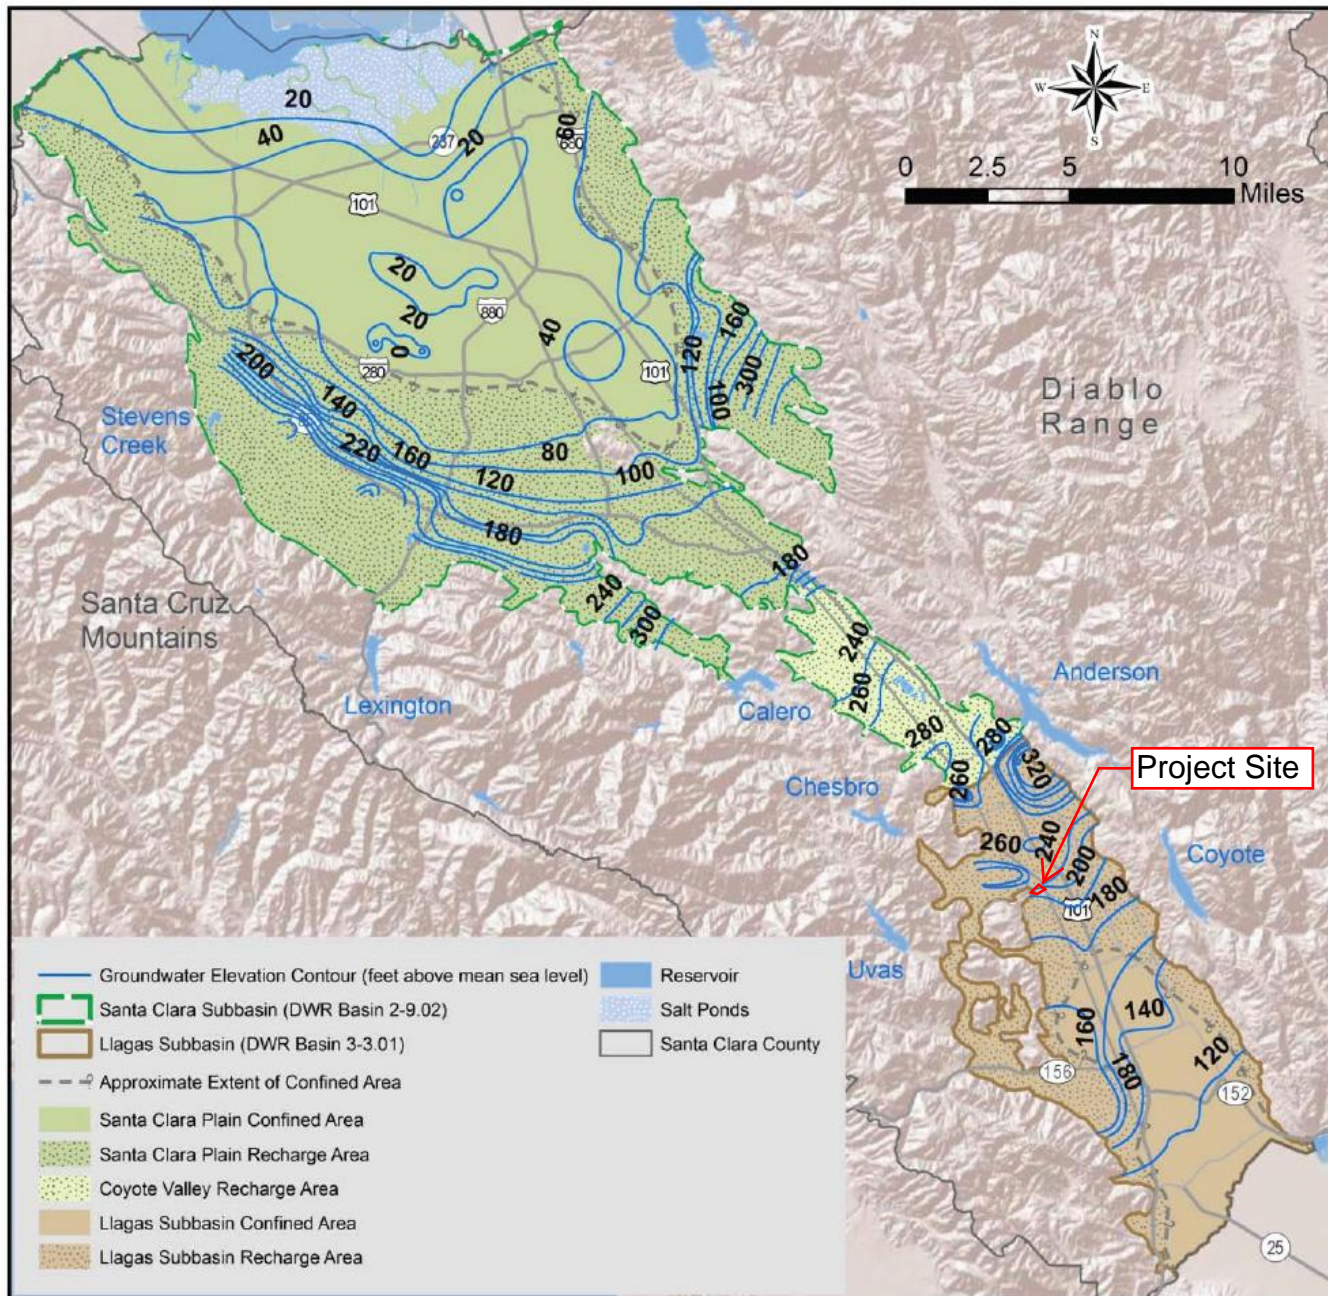 N
W E
S
0 2.5 5 10
Miles
20
40
237
20
60
680
101
20
20
880
0
280
40
101
120
160
300
100
200
140
220
160
120
80
100
180
180
240
300
240
260
280
260
280
320
260
240
200
180
101
160
140
180
120
156
152
25
Diablo
Range
Stevens
Creek
Santa Cruz
Mountains
Lexington
Calero
Anderson
Chesbro
Coyote
Uvas
Project Site
Groundwater Elevation Contour (feet above mean sea level)
Santa Clara Subbasin (DWR Basin 2-9.02)
Llagas Subbasin (DWR Basin 3-3.01)
Approximate Extent of Confined Area
Santa Clara Plain Confined Area
Santa Clara Plain Recharge Area
Coyote Valley Recharge Area
Llagas Subbasin Confined Area
Llagas Subbasin Recharge Area
Reservoir
Salt Ponds
Santa Clara County